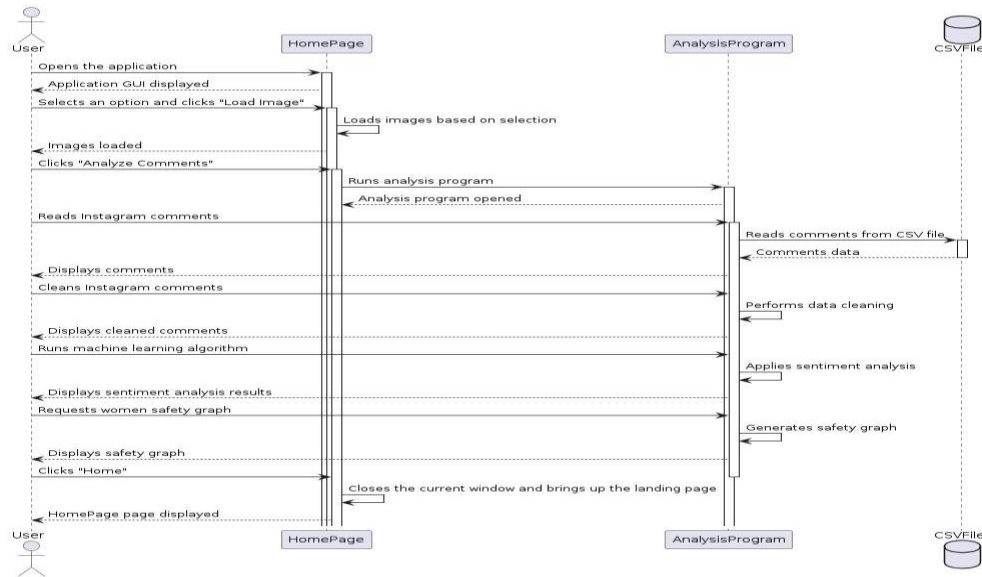 User
HomePage
AnalysisProgram
CSVFile
Opens the application
Application GUI displayed
Selects an option and clicks "Load Image"
Loads images based on selection
Images loaded
Clicks "Analyze Comments"
Runs analysis program
Analysis program opened
Reads Instagram comments
Reads comments from CSV file
Comments data
Displays comments
Cleans Instagram comments
Performs data cleaning
Displays cleaned comments
Runs machine learning algorithm
Applies sentiment analysis
Displays sentiment analysis results
Requests women safety graph
Generates safety graph
Displays safety graph
Clicks "Home"
Closes the current window and brings up the landing page
HomePage page displayed
User
HomePage
AnalysisProgram
CSVFile